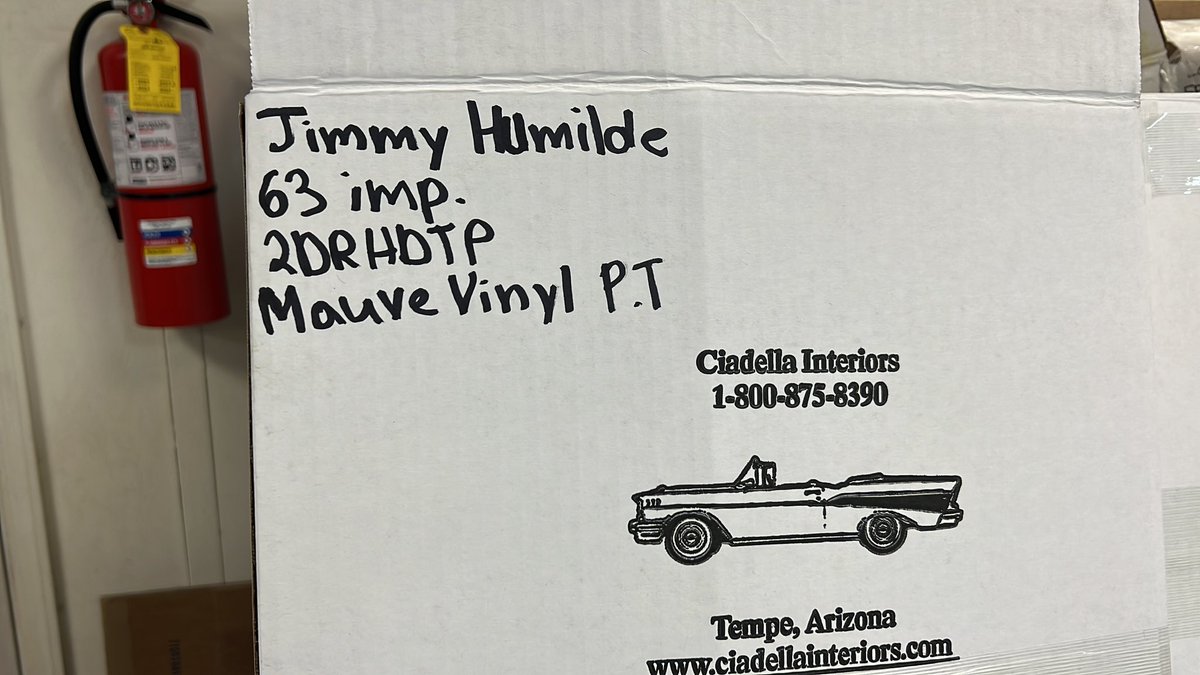 Jimmy Humilde
63 imp.
2DRHDTP
Mauve Vinyl P.T
Ciadella Interiors
1-800-875-8390
Tempe, Arizona
www.ciadellainteriors.com